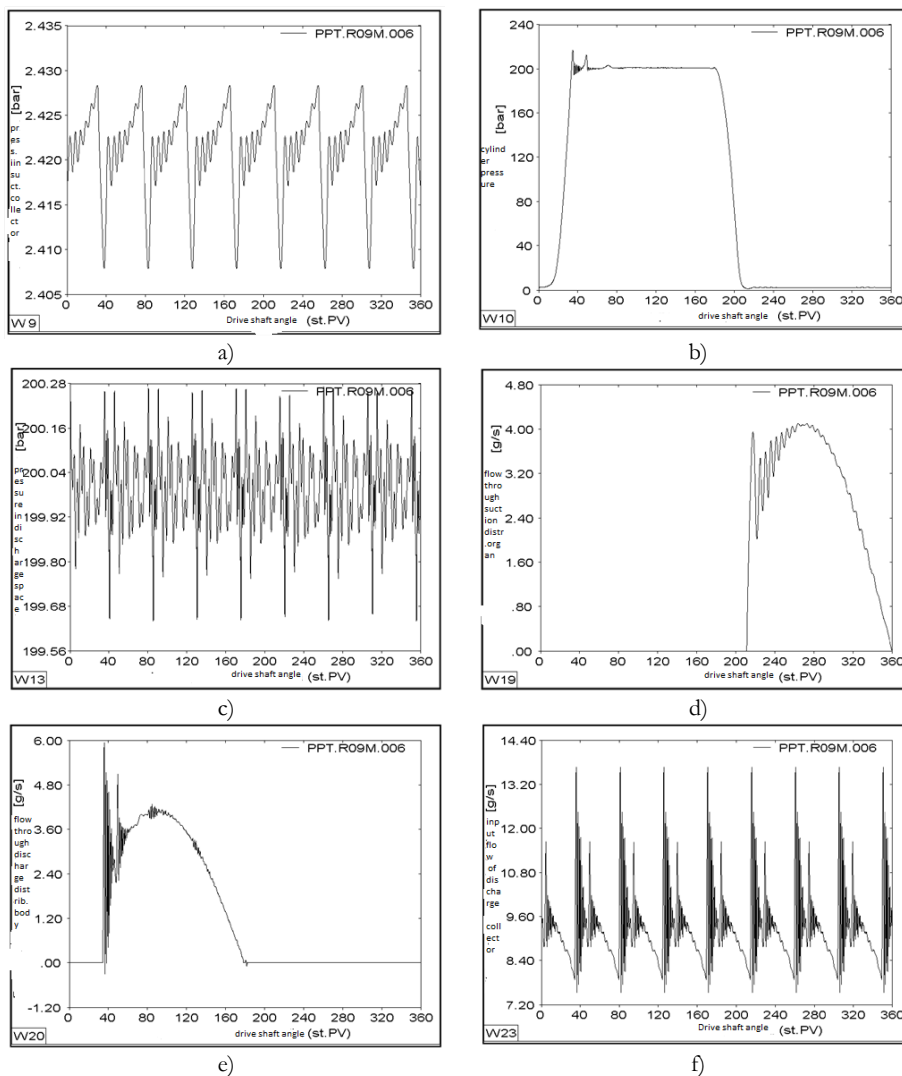 2.435
PPT.R09M.006
[bar]
2.430
2.425
2.420
2.415
2.410
2.405
pr
es
s.
iin
su
ct.
co
lle
ct
or
0 40 80 120 160 200 240 280 320 360
W 9
Drive shaft angle (st.PV)
a)
240
PPT.R09M.006
[bar]
200
160
120
80
40
0
cylind
er
press
ure
0 40 80 120 160 200 240 280 320 360
W10
Drive shaft angle (st.PV)
b)
200.28
PPT.R09M.006
[bar]
200.16
200.04
199.92
199.80
199.68
199.56
pr
es
su
re
in
di
sc
h
ar
ge
sp
ac
e
0 40 80 120 160 200 240 280 320 360
W13
drive shaft angle (st.PV)
c)
4.80
PPT.R09M.006
[g/s]
4.00
3.20
2.40
1.60
.80
.00
flow
throu
gh
suct
ion
distr
.org
an
0 40 80 120 160 200 240 280 320 360
W19
drive shaft angle (st.PV)
d)
6.00
PPT.R09M.006
[g/s]
4.80
3.60
2.40
1.20
.00
-1.20
flow
thro
ugh
disc
har
ge
dist
rib.
bod
y
0 40 80 120 160 200 240 280 320 360
W20
drive shaft angle (st.PV)
e)
14.40
PPT.R09M.006
[g/s]
13.20
12.00
10.80
9.60
8.40
7.20
inp
ut
flo
w
of
dis
cha
rge
coll
ect
or
0 40 80 120 160 200 240 280 320 360
W23
Drive shaft Angle (st.PV)
f)